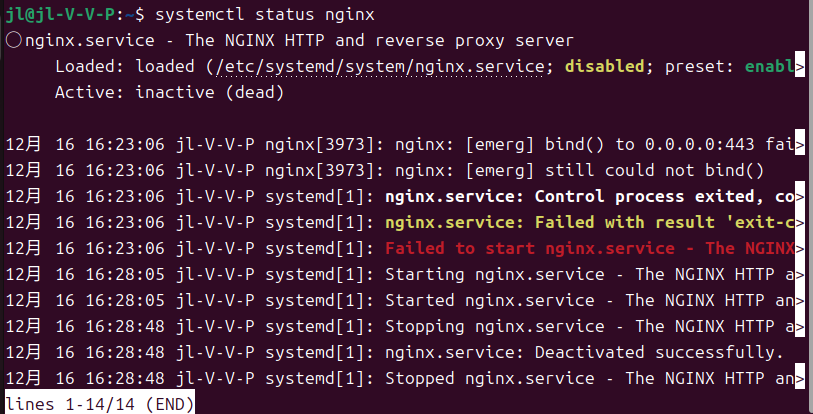 jl@jl-V-V-P:~$ systemctl status nginx
○nginx.service - The NGINX HTTP and reverse proxy server
Loaded: loaded (/etc/systemd/system/nginx.service; disabled; preset: enabl>
Active: inactive (dead)
12月 16 16:23:06 jl-V-V-P nginx[3973]: nginx: [emerg] bind() to 0.0.0.0:443 fai>
12月 16 16:23:06 jl-V-V-P nginx[3973]: nginx: [emerg] still could not bind()
12月 16 16:23:06 jl-V-V-P systemd[1]: nginx.service: Control process exited, co>
12月 16 16:23:06 jl-V-V-P systemd[1]: nginx.service: Failed with result 'exit-c>
12月 16 16:23:06 jl-V-V-P systemd[1]: Failed to start nginx.service - The NGINX>
12月 16 16:28:05 jl-V-V-P systemd[1]: Starting nginx.service - The NGINX HTTP a>
12月 16 16:28:05 jl-V-V-P systemd[1]: Started nginx.service - The NGINX HTTP an>
12月 16 16:28:48 jl-V-V-P systemd[1]: Stopping nginx.service - The NGINX HTTP a>
12月 16 16:28:48 jl-V-V-P systemd[1]: nginx.service: Deactivated successfully.
12月 16 16:28:48 jl-V-V-P systemd[1]: Stopped nginx.service - The NGINX HTTP an>
lines 1-14/14 (END)